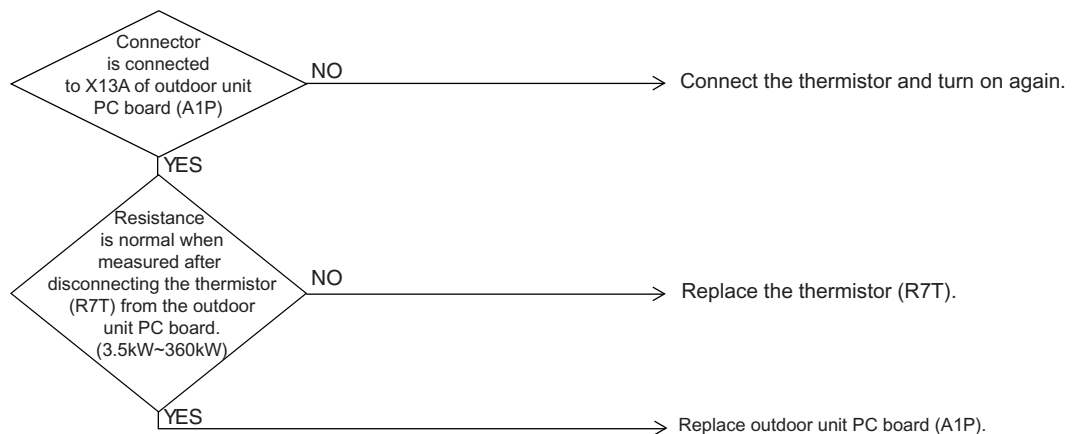 Connector
is connected
to X13A of outdoor unit
PC board (A1P)
NO
Connect the thermistor and turn on again.
YES
Resistance
is normal when
measured after
disconnecting the thermistor
(R7T) from the outdoor
unit PC board.
(3.5kW~360kW)
NO
Replace the thermistor (R7T).
YES
Replace outdoor unit PC board (A1P).